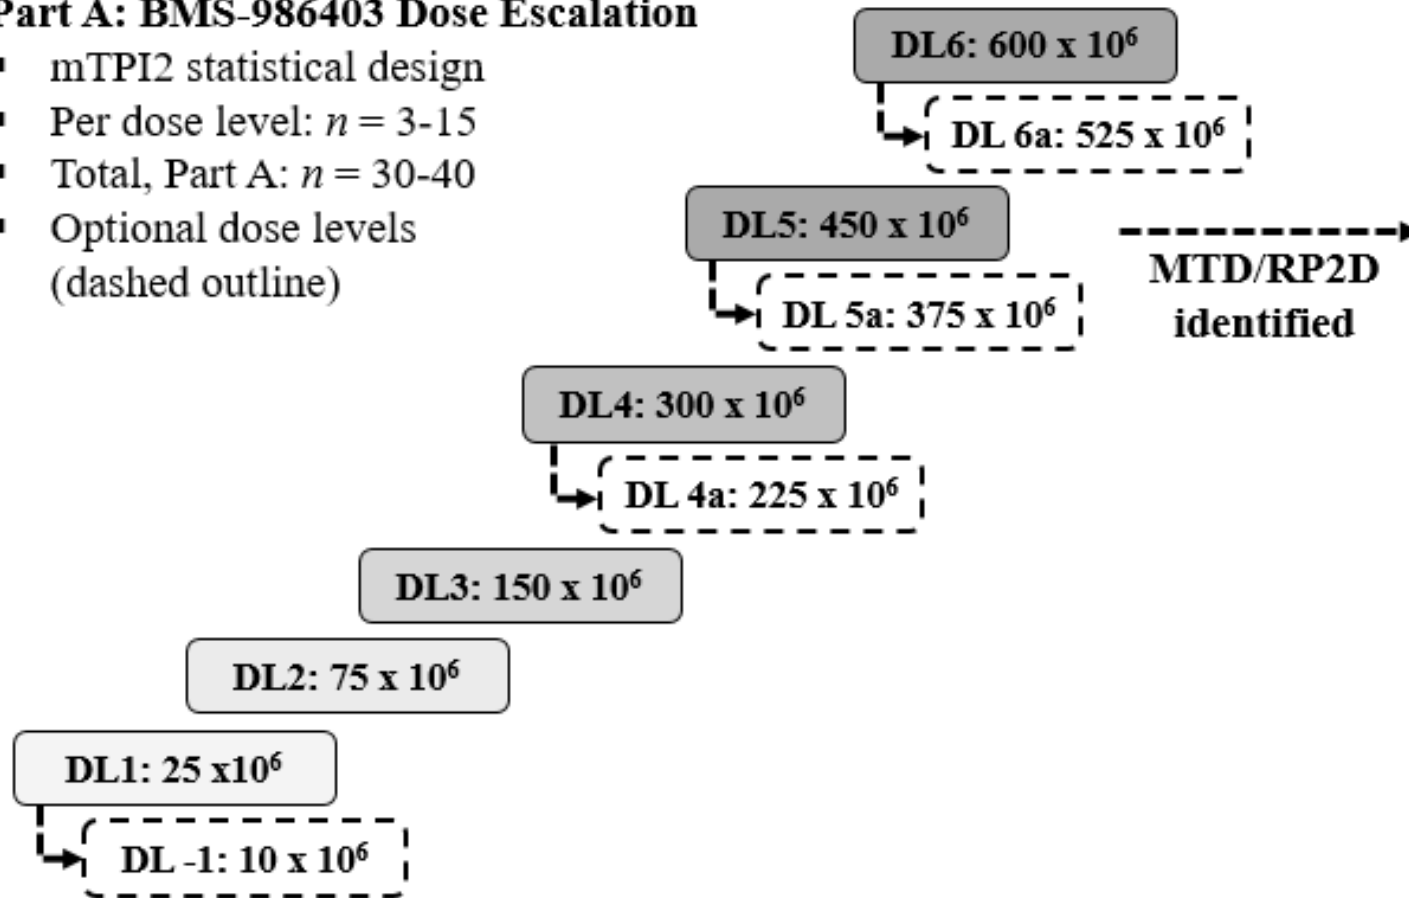 Part A: BMS-986403 Dose Escalation
▪ mTPI2 statistical design
▪ Per dose level: n = 3-15
▪ Total, Part A: n = 30-40
▪ Optional dose levels
(dashed outline)
DL6: 600 x 10⁶
DL 6a: 525 x 10⁶
DL5: 450 x 10⁶
DL 5a: 375 x 10⁶
MTD/RP2D
identified
DL4: 300 x 10⁶
DL 4a: 225 x 10⁶
DL3: 150 x 10⁶
DL2: 75 x 10⁶
DL1: 25 x10⁶
DL -1: 10 x 10⁶